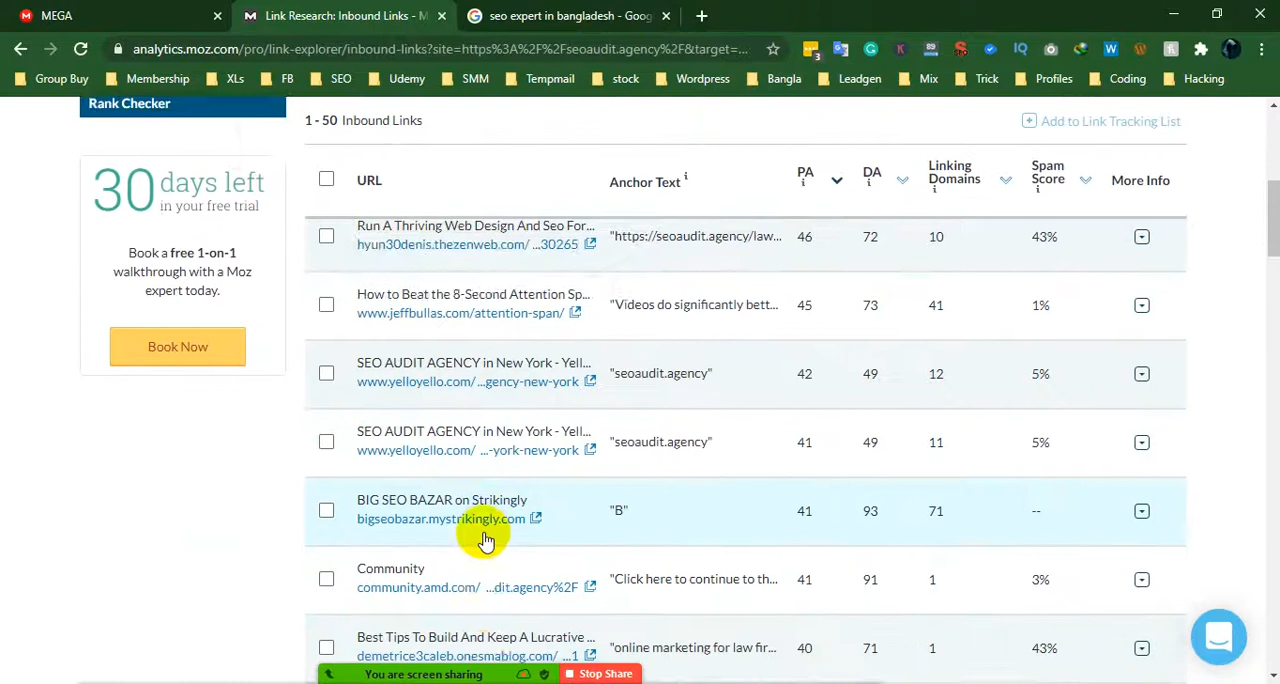 MEGA
Link Research: Inbound Links - M
seo expert in bangladesh - Goog
analytics.moz.com/pro/link-explorer/inbound-links?site=https%3A%2F%2Fseoaudit.agency%2F&target=...
3
89
IQ
W
Group Buy
Membership
XLs
FB
SEO
Udemy
SMM
Tempmail
stock
Wordpress
Bangla
Leadgen
Mix
Trick
Profiles
Coding
Hacking
Rank Checker
30 days left
in your free trial
Book a free 1-on-1
walkthrough with a Moz
expert today.
Book Now
1 - 50 Inbound Links
Add to Link Tracking List
URL
Anchor Text i
PA i
DA i
Linking Domains i
Spam Score i
More Info
Run A Thriving Web Design And Seo For...
hyun30denis.thezenweb.com/ ...30265
"https://seoaudit.agency/law...
46
72
10
43%
How to Beat the 8-Second Attention Sp...
www.jeffbullas.com/attention-span/
"Videos do significantly bett...
45
73
41
1%
SEO AUDIT AGENCY in New York - Yell...
www.yelloyello.com/...gency-new-york
"seoaudit.agency"
42
49
12
5%
SEO AUDIT AGENCY in New York - Yell...
www.yelloyello.com/ ...-york-new-york
"seoaudit.agency"
41
49
11
5%
BIG SEO BAZAR on Strikingly
bigseobazar.mystrikingly.com
"B"
41
93
71
--
Community
community.amd.com/ ...dit.agency%2F
"Click here to continue to th...
41
91
1
3%
Best Tips To Build And Keep A Lucrative ...
demetrice3caleb.onesmablog.com/ ...1
"online marketing for law fir...
40
71
1
43%
You are screen sharing
Stop Share